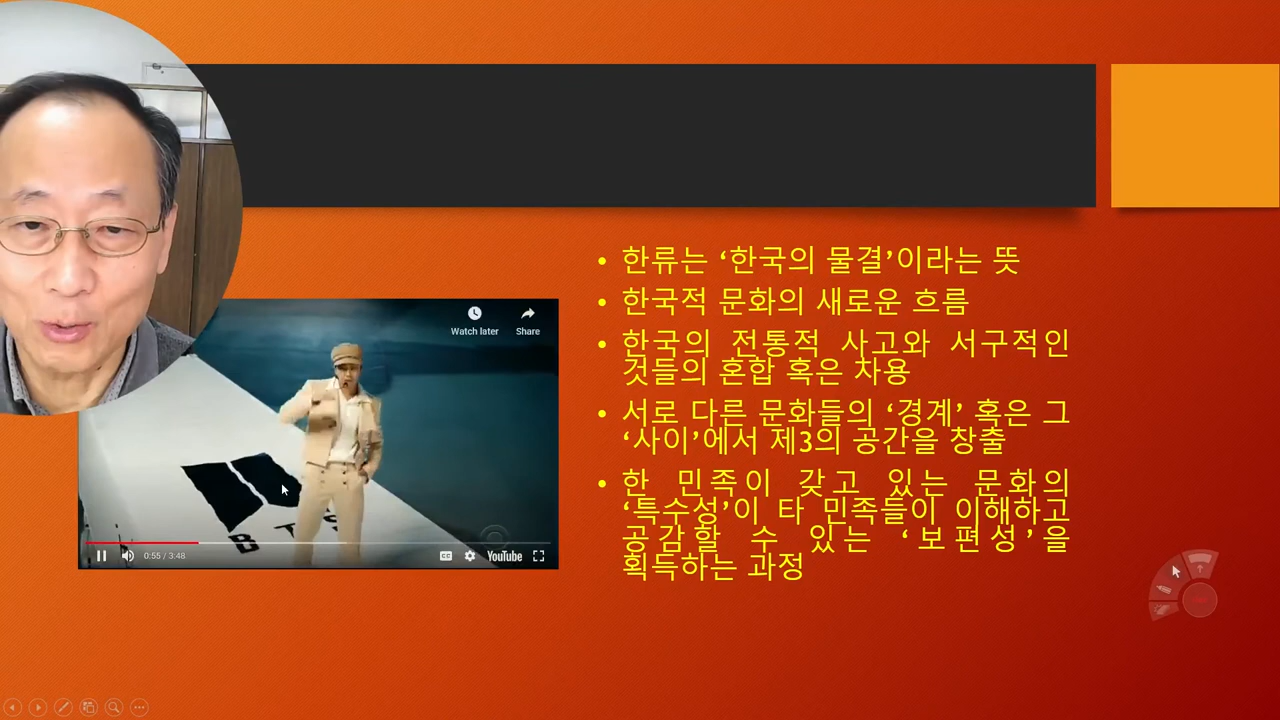 • 한류는 ‘한국의 물결’이라는 뜻
• 한국적 문화의 새로운 흐름
• 한국의 전통적 사고와 서구적인
것들의 혼합 혹은 차용
• 서로 다른 문화들의 ‘경계’ 혹은 그
‘사이’에서 제3의 공간을 창출
• 한 민족이 갖고 있는 문화의
‘특수성’이 타 민족들이 이해하고
공감할 수 있는 ‘보편성’을
획득하는 과정
Watch later Share
BTS
0:55 / 3:48
CC
YouTube